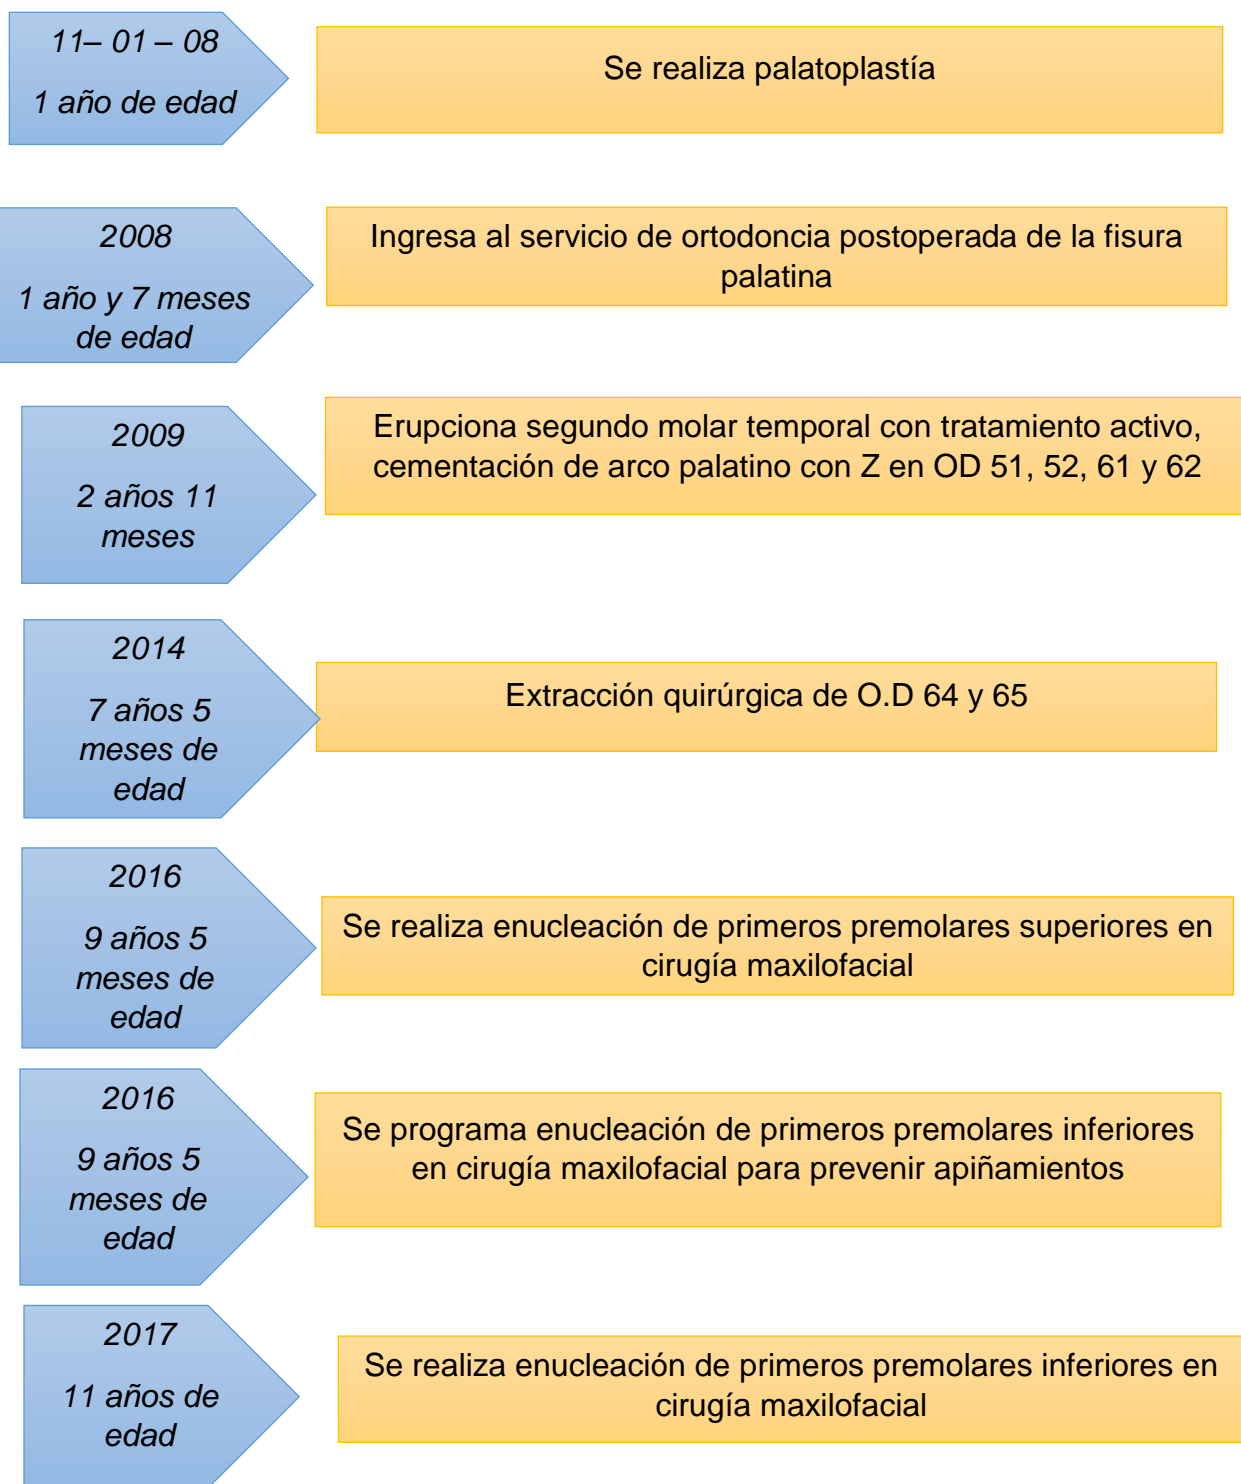 11– 01 – 08
1 año de edad
Se realiza palatoplastía
2008
1 año y 7 meses
de edad
Ingresa al servicio de ortodoncia postoperada de la fisura
palatina
2009
2 años 11
meses
Erupciona segundo molar temporal con tratamiento activo,
cementación de arco palatino con Z en OD 51, 52, 61 y 62
2014
7 años 5
meses de
edad
Extracción quirúrgica de O.D 64 y 65
2016
9 años 5
meses de
edad
Se realiza enucleación de primeros premolares superiores en
cirugía maxilofacial
2016
9 años 5
meses de
edad
Se programa enucleación de primeros premolares inferiores
en cirugía maxilofacial para prevenir apiñamientos
2017
11 años de
edad
Se realiza enucleación de primeros premolares inferiores en
cirugía maxilofacial